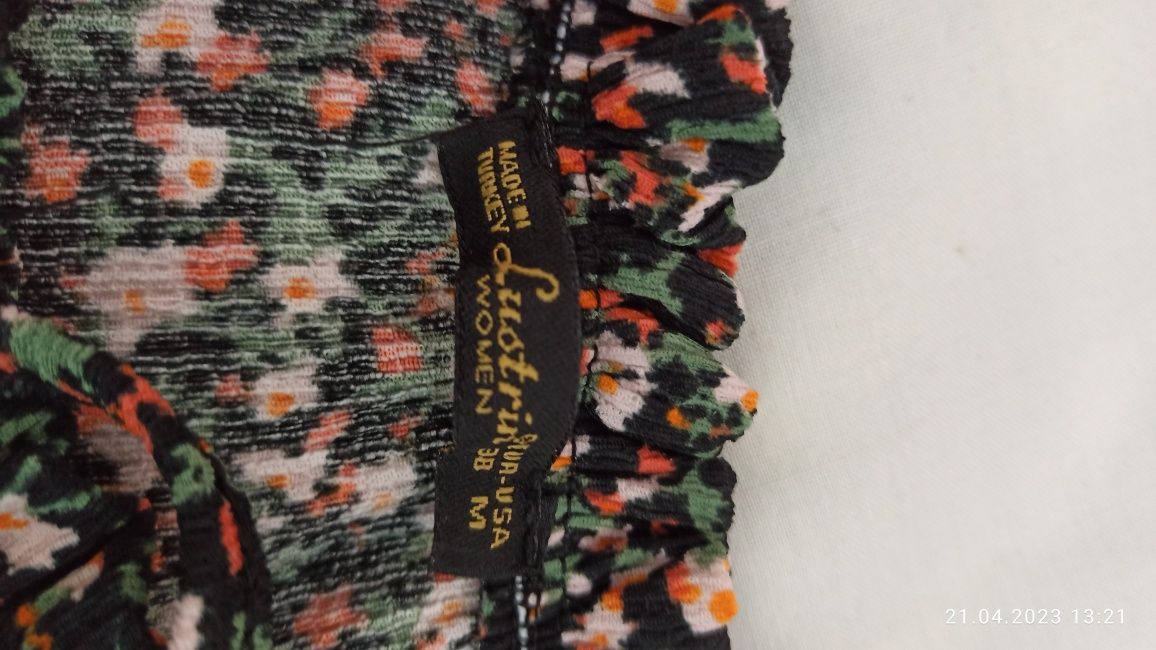 MADE IN
TURKEY
Lustrin
WOMEN
38
M
21.04.2023 13:21